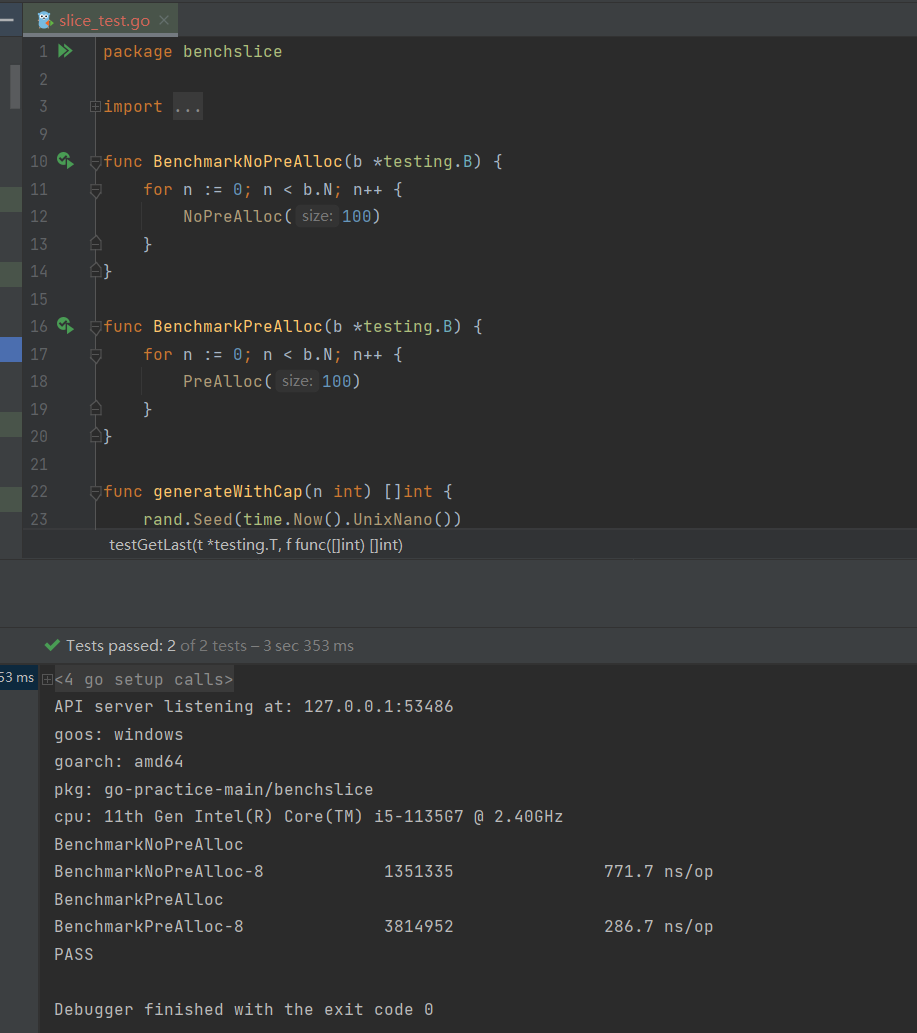 slice_test.go
1 package benchslice
2
3 import ...
9
10 func BenchmarkNoPreAlloc(b *testing.B) {
11 for n := 0; n < b.N; n++ {
12 NoPreAlloc( size: 100)
13 }
14 }
15
16 func BenchmarkPreAlloc(b *testing.B) {
17 for n := 0; n < b.N; n++ {
18 PreAlloc( size: 100)
19 }
20 }
21
22 func generateWithCap(n int) []int {
23 rand.Seed(time.Now().UnixNano())
testGetLast(t *testing.T, f func([]int) []int)
Tests passed: 2 of 2 tests – 3 sec 353 ms
53 ms <4 go setup calls>
API server listening at: 127.0.0.1:53486
goos: windows
goarch: amd64
pkg: go-practice-main/benchslice
cpu: 11th Gen Intel(R) Core(TM) i5-1135G7 @ 2.40GHz
BenchmarkNoPreAlloc
BenchmarkNoPreAlloc-8 1351335 771.7 ns/op
BenchmarkPreAlloc
BenchmarkPreAlloc-8 3814952 286.7 ns/op
PASS
Debugger finished with the exit code 0